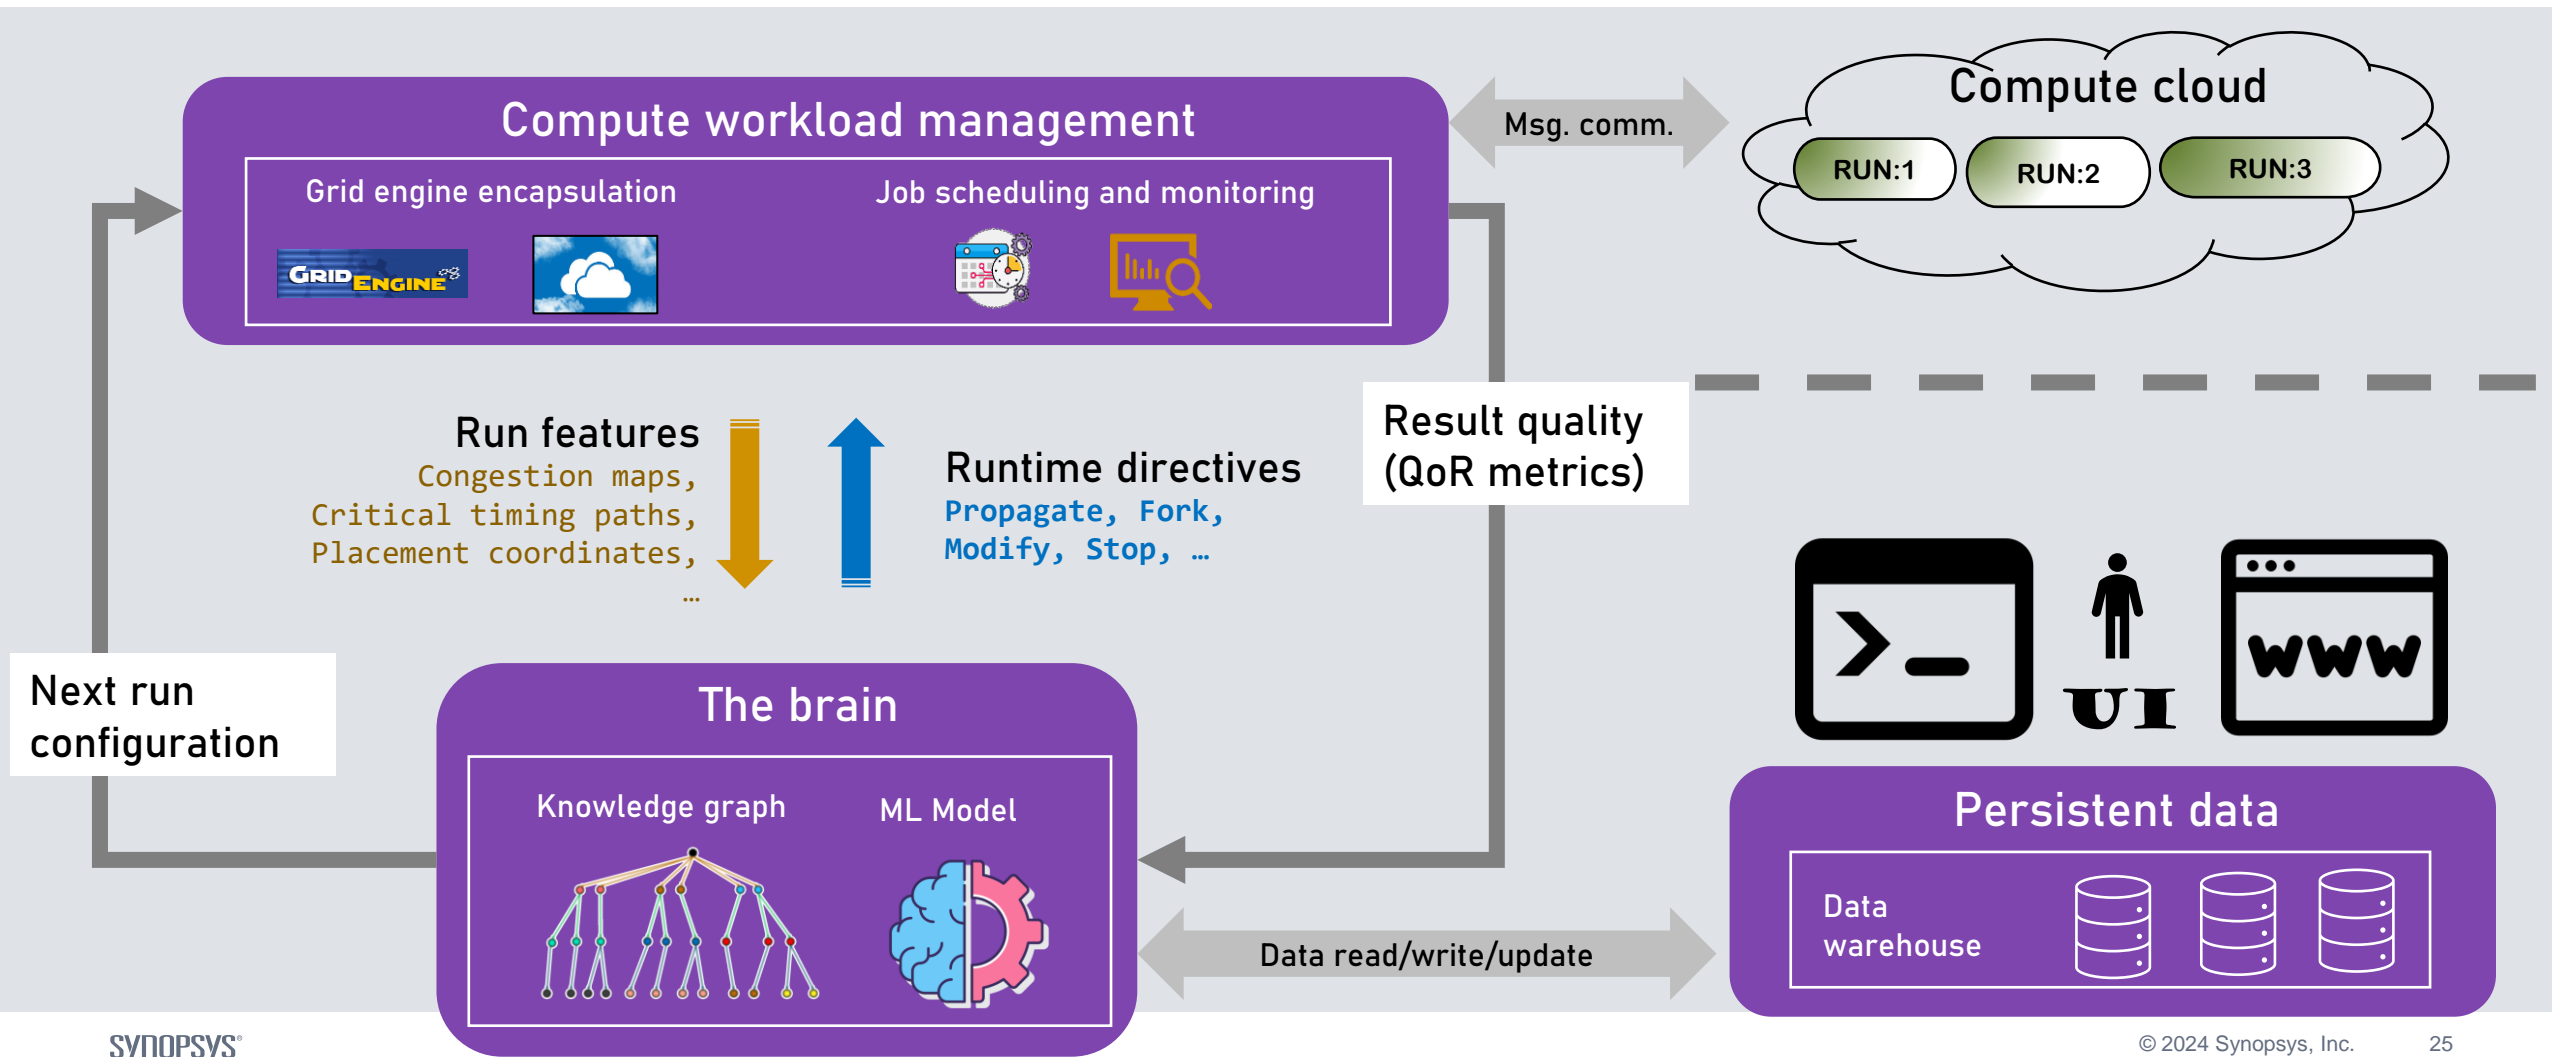 Compute workload management
Grid engine encapsulation
Job scheduling and monitoring
GRID ENGINE
Msg. comm.
Compute cloud
RUN:1
RUN:2
RUN:3
Run features
Congestion maps,
Critical timing paths,
Placement coordinates,
…
Runtime directives
Propagate, Fork,
Modify, Stop, …
Result quality
(QoR metrics)
Next run
configuration
The brain
Knowledge graph
ML Model
>_
UI
www
Data read/write/update
Persistent data
Data
warehouse
SYNOPSYS®
© 2024 Synopsys, Inc.
25